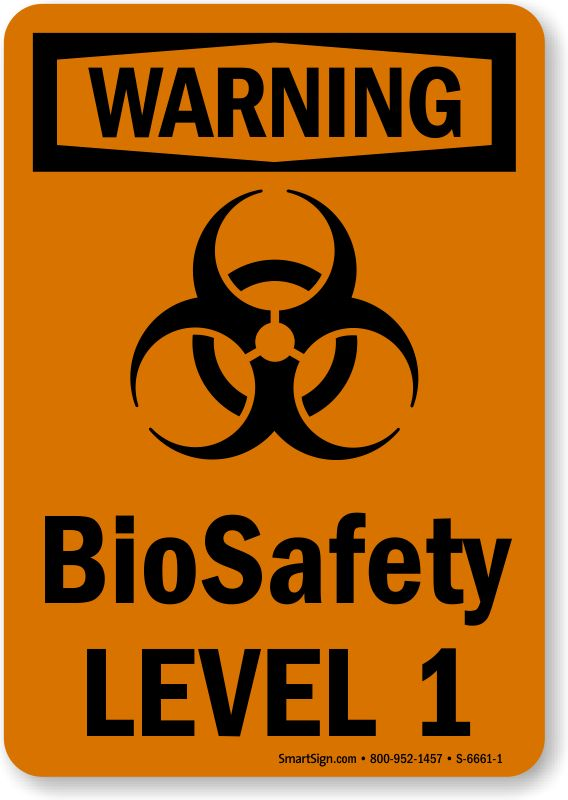 WARNING
BioSafety
LEVEL 1
SmartSign.com • 800-952-1457 • S-6661-1